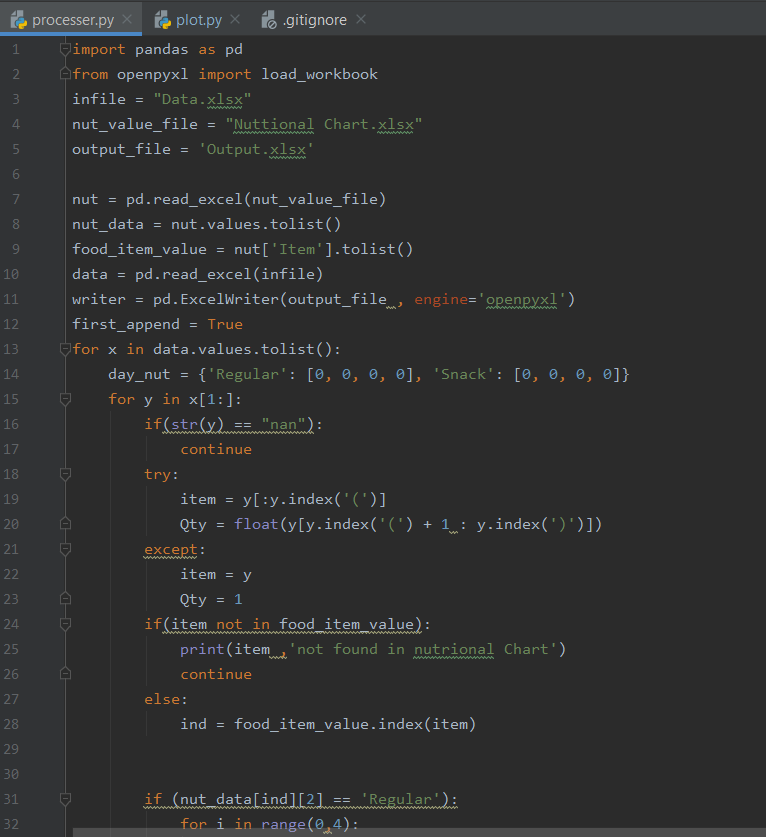 processer.py plot.py .gitignore
1 import pandas as pd
2 from openpyxl import load_workbook
3 infile = "Data.xlsx"
4 nut_value_file = "Nuttional Chart.xlsx"
5 output_file = 'Output.xlsx'
6
7 nut = pd.read_excel(nut_value_file)
8 nut_data = nut.values.tolist()
9 food_item_value = nut['Item'].tolist()
10 data = pd.read_excel(infile)
11 writer = pd.ExcelWriter(output_file , engine='openpyxl')
12 first_append = True
13 for x in data.values.tolist():
14     day_nut = {'Regular': [0, 0, 0, 0], 'Snack': [0, 0, 0, 0]}
15     for y in x[1:]:
16         if(str(y) == "nan"):
17             continue
18         try:
19             item = y[:y.index('(')]
20             Qty = float(y[y.index('(') + 1 : y.index(')')])
21         except:
22             item = y
23             Qty = 1
24         if(item not in food_item_value):
25             print(item ,'not found in nutrional Chart')
26             continue
27         else:
28             ind = food_item_value.index(item)
29
30
31         if (nut_data[ind][2] == 'Regular'):
32             for i in range(0,4):